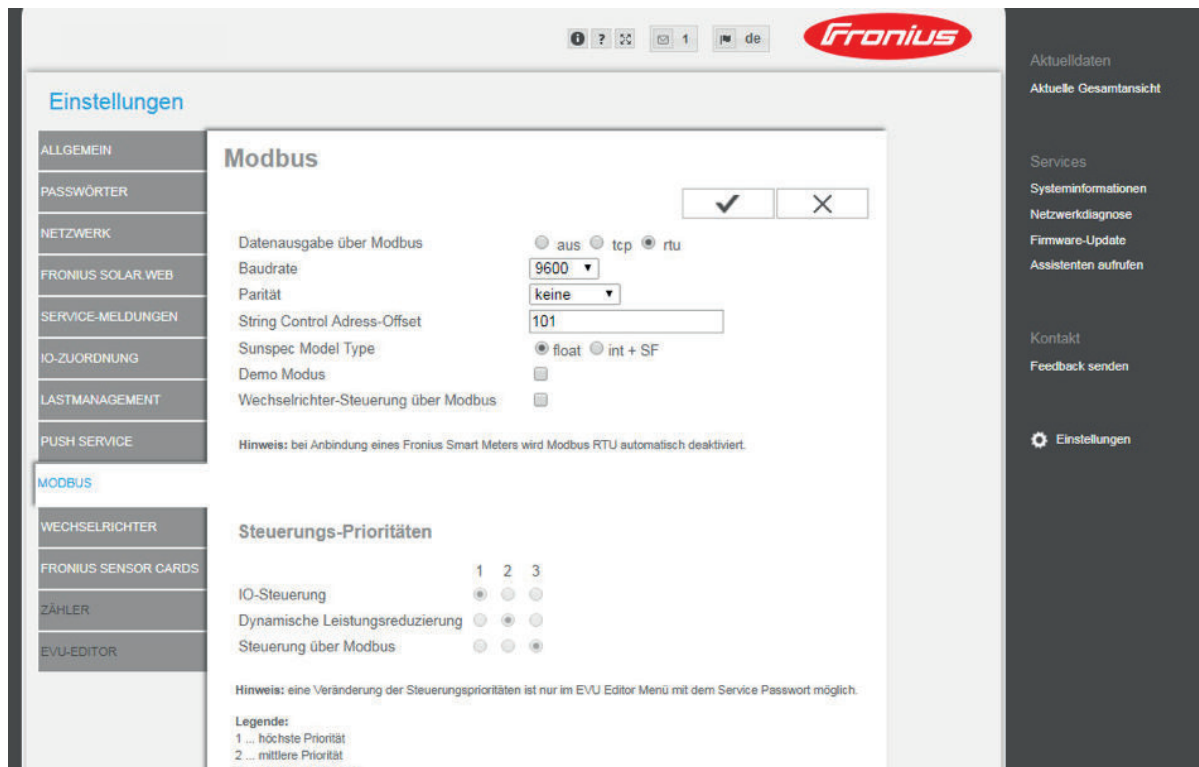 1
de
Fronius
Einstellungen
ALLGEMEIN
PASSWÖRTER
NETZWERK
FRONIUS SOLAR.WEB
SERVICE-MELDUNGEN
IO-ZUORDNUNG
LASTMANAGEMENT
PUSH SERVICE
MODBUS
WECHSELRICHTER
FRONIUS SENSOR CARDS
ZÄHLER
EVU-EDITOR
Modbus
Datenausgabe über Modbus aus tcp rtu
Baudrate 9600
Parität keine
String Control Adress-Offset 101
Sunspec Model Type float int + SF
Demo Modus
Wechselrichter-Steuerung über Modbus
Hinweis: bei Anbindung eines Fronius Smart Meters wird Modbus RTU automatisch deaktiviert.
Steuerungs-Prioritäten
1 2 3
IO-Steuerung
Dynamische Leistungsreduzierung
Steuerung über Modbus
Hinweis: eine Veränderung der Steuerungsprioritäten ist nur im EVU Editor Menü mit dem Service Passwort möglich.
Legende:
1 ... höchste Priorität
2 ... mittlere Priorität
Aktuelldaten
Aktuelle Gesamtansicht
Services
Systeminformationen
Netzwerkdiagnose
Firmware-Update
Assistenten aufrufen
Kontakt
Feedback senden
Einstellungen